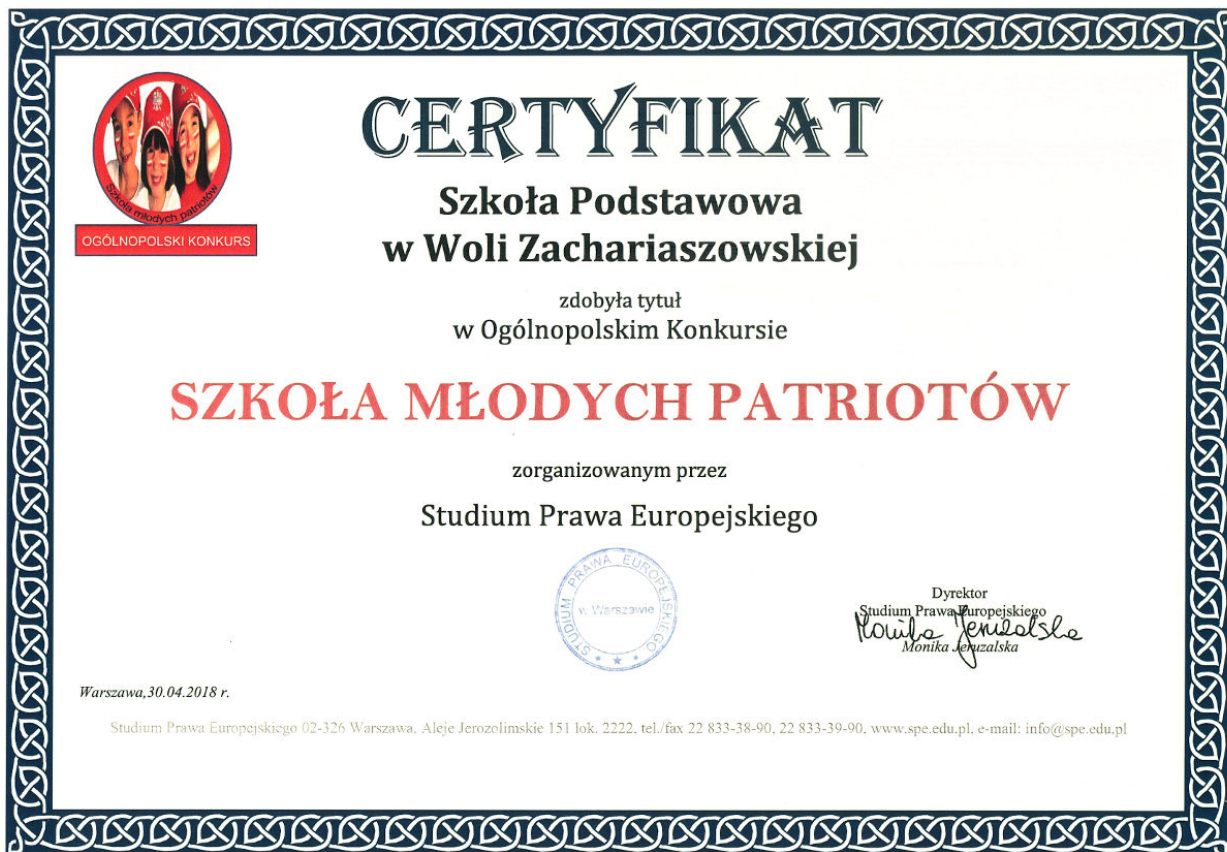 CERTYFIKAT
Szkoła Podstawowa
w Woli Zachariaszowskiej
zdobyła tytuł
w Ogólnopolskim Konkursie
SZKOŁA MŁODYCH PATRIOTÓW
zorganizowanym przez
Studium Prawa Europejskiego
Szkoła młodych patriotów
OGÓLNOPOLSKI KONKURS
STUDIUM PRAWA EUROPEJSKIEGO
w Warszawie
Dyrektor
Studium Prawa Europejskiego
Monika Jeruzalska
Monika Jeruzalska
Warszawa,30.04.2018 r.
Studium Prawa Europejskiego 02-326 Warszawa, Aleje Jerozolimskie 151 lok. 2222, tel./fax 22 833-38-90, 22 833-39-90, www.spe.edu.pl, e-mail: info@spe.edu.pl